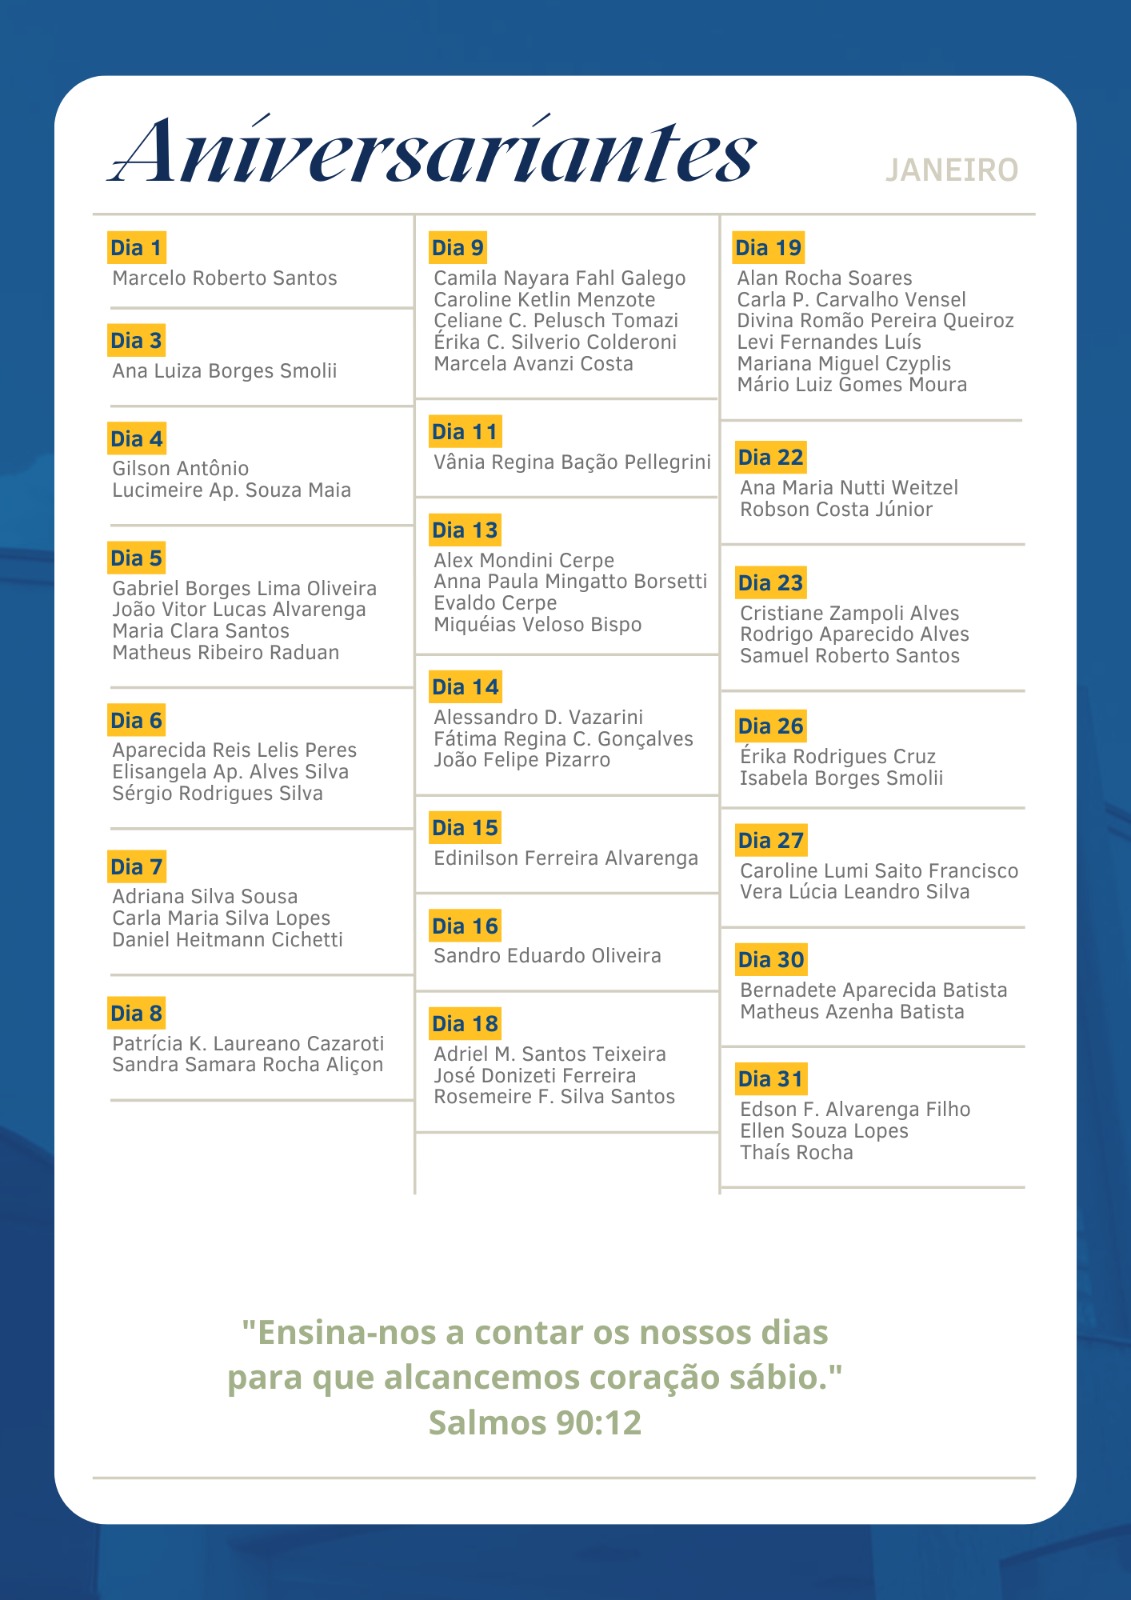 Aniversariantes
JANEIRO
Dia 1
Marcelo Roberto Santos
Dia 3
Ana Luiza Borges Smolii
Dia 4
Gilson Antônio
Lucimeire Ap. Souza Maia
Dia 5
Gabriel Borges Lima Oliveira
João Vitor Lucas Alvarenga
Maria Clara Santos
Matheus Ribeiro Raduan
Dia 6
Aparecida Reis Lelis Peres
Elisangela Ap. Alves Silva
Sérgio Rodrigues Silva
Dia 7
Adriana Silva Sousa
Carla Maria Silva Lopes
Daniel Heitmann Cichetti
Dia 8
Patrícia K. Laureano Cazaroti
Sandra Samara Rocha Aliçon
Dia 9
Camila Nayara Fahl Galego
Caroline Ketlin Menzote
Celiane C. Pelusch Tomazi
Érika C. Silverio Colderoni
Marcela Avanzi Costa
Dia 11
Vânia Regina Bação Pellegrini
Dia 13
Alex Mondini Cerpe
Anna Paula Mingatto Borsetti
Evaldo Cerpe
Miquéias Veloso Bispo
Dia 14
Alessandro D. Vazarini
Fátima Regina C. Gonçalves
João Felipe Pizarro
Dia 15
Edinilson Ferreira Alvarenga
Dia 16
Sandro Eduardo Oliveira
Dia 18
Adriel M. Santos Teixeira
José Donizeti Ferreira
Rosemeire F. Silva Santos
Dia 19
Alan Rocha Soares
Carla P. Carvalho Vensel
Divina Romão Pereira Queiroz
Levi Fernandes Luís
Mariana Miguel Czyplis
Mário Luiz Gomes Moura
Dia 22
Ana Maria Nutti Weitzel
Robson Costa Júnior
Dia 23
Cristiane Zampoli Alves
Rodrigo Aparecido Alves
Samuel Roberto Santos
Dia 26
Érika Rodrigues Cruz
Isabela Borges Smolii
Dia 27
Caroline Lumi Saito Francisco
Vera Lúcia Leandro Silva
Dia 30
Bernadete Aparecida Batista
Matheus Azenha Batista
Dia 31
Edson F. Alvarenga Filho
Ellen Souza Lopes
Thaís Rocha
"Ensina-nos a contar os nossos dias
para que alcancemos coração sábio."
Salmos 90:12